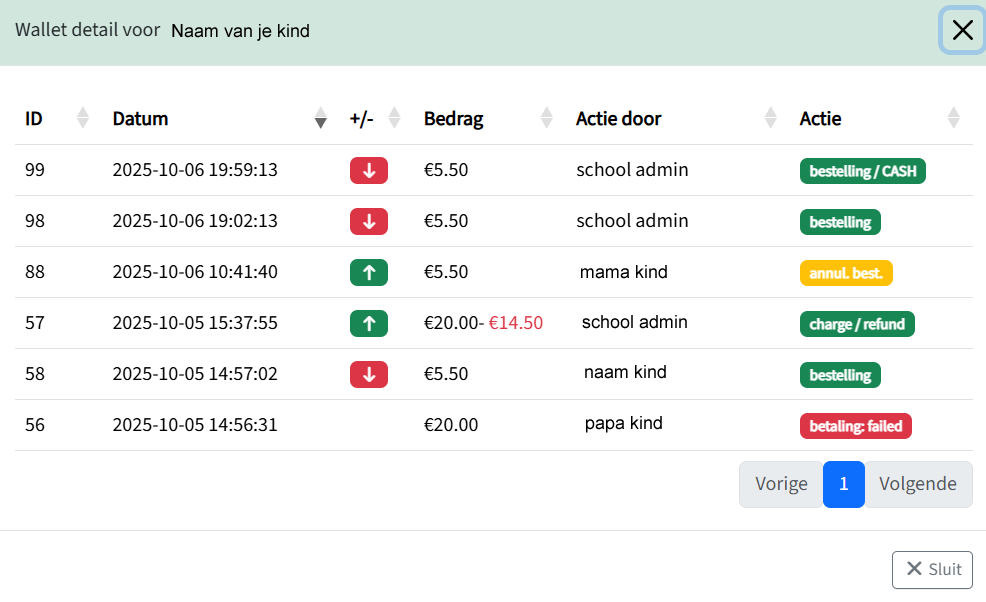 Wallet detail voor Naam van je kind
ID Datum +/- Bedrag Actie door Actie
99 2025-10-06 19:59:13 €5.50 school admin bestelling / CASH
98 2025-10-06 19:02:13 €5.50 school admin bestelling
88 2025-10-06 10:41:40 €5.50 mama kind annul. best.
57 2025-10-05 15:37:55 €20.00- €14.50 school admin charge / refund
58 2025-10-05 14:57:02 €5.50 naam kind bestelling
56 2025-10-05 14:56:31 €20.00 papa kind betaling: failed
Vorige 1 Volgende
Sluit